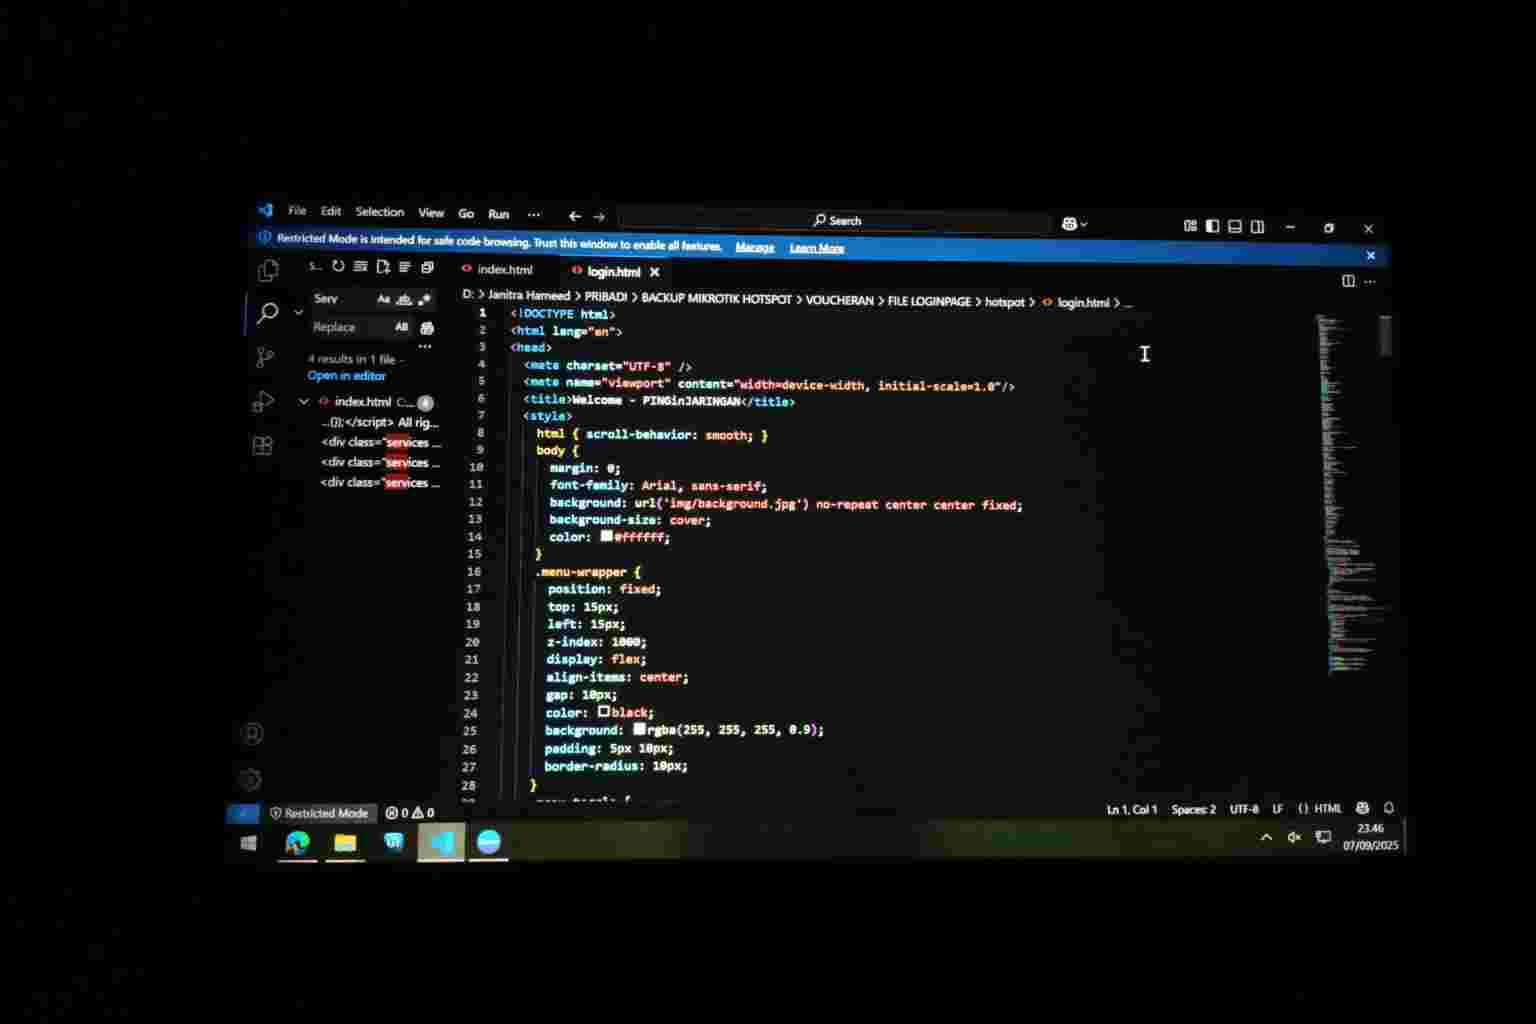 File Edit Selection View Go Run ... Search
Restricted Mode is intended for safe code browsing. Trust this window to enable all features. Manage Learn More
S...
Serv Aa ab
Replace AB
4 results in 1 file -
Open in editor
index.html C:... 4
...()};</script> All rig...
<div class="services ...
<div class="services ...
<div class="services ...
index.html login.html
D: > Janitra Hameed > PRIBADI > BACKUP MIKROTIK HOTSPOT > VOUCHERAN > FILE LOGINPAGE > hotspot > login.html > ...
1 <!DOCTYPE html>
2 <html lang="en">
3 <head>
4 <meta charset="UTF-8" />
5 <meta name="viewport" content="width=device-width, initial-scale=1.0"/>
6 <title>Welcome - PINGinJARINGAN</title>
7 <style>
8 html { scroll-behavior: smooth; }
9 body {
10 margin: 0;
11 font-family: Arial, sans-serif;
12 background: url('img/background.jpg') no-repeat center center fixed;
13 background-size: cover;
14 color: #ffffff;
15 }
16 .menu-wrapper {
17 position: fixed;
18 top: 15px;
19 left: 15px;
20 z-index: 1000;
21 display: flex;
22 align-items: center;
23 gap: 10px;
24 color: black;
25 background: rgba(255, 255, 255, 0.9);
26 padding: 5px 10px;
27 border-radius: 10px;
28 }
Restricted Mode 0 0 Ln 1, Col 1 Spaces: 2 UTF-8 LF {} HTML
23.46
07/09/2025